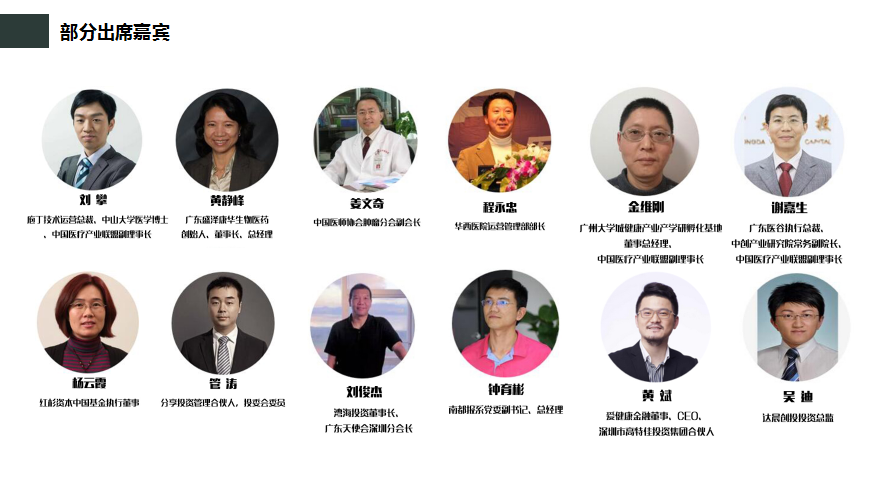 部分出席嘉宾
刘 攀
庖丁技术运营总裁、中山大学医学博士
、中国医疗产业联盟副理事长
黄静峰
广东盛泽康华生物医药
创始人、董事长、总经理
姜文奇
中国医师协会肿瘤分会副会长
程永忠
华西医院运营管理部部长
金维刚
广州大学城健康产业产学研孵化基地
董事总经理、
中国医疗产业联盟副理事长
CAPITAL
谢嘉生
广东医谷执行总裁、
中创产业研究院常务副院长、
中国医疗产业联盟副理事长
杨云霞
红杉资本中国基金执行董事
管 涛
分享投资管理合伙人，投委会委员
刘俊杰
湾海投资董事长、
广东天使会深圳分会长
钟育彬
南都报系党委副书记、总经理
黄 斌
爱健康金融董事、CEO、
深圳市高特佳投资集团合伙人
吴 迪
达晨创投投资总监